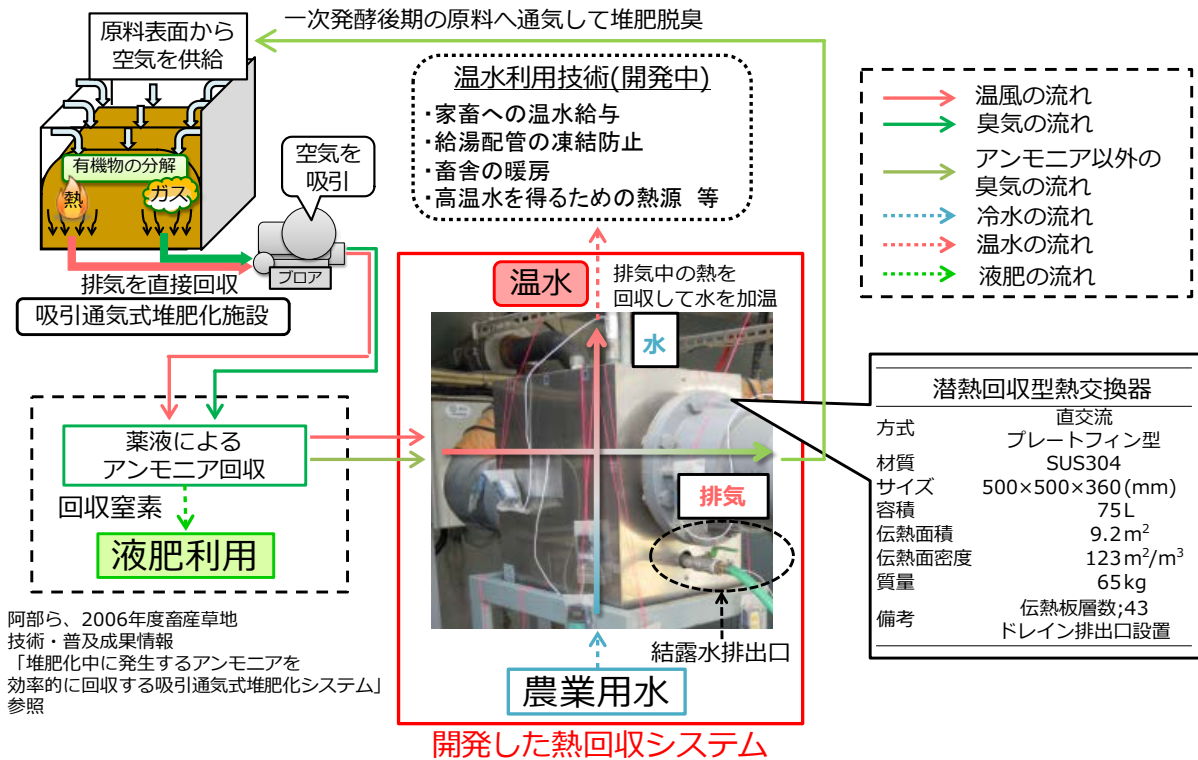 一次発酵後期の原料へ通気して堆肥脱臭
原料表面から
空気を供給
有機物の分解
熱
ガス
空気を
吸引
ブロア
排気を直接回収
吸引通気式堆肥化施設
温水利用技術(開発中)
・家畜への温水給与
・給湯配管の凍結防止
・畜舎の暖房
・高温水を得るための熱源 等
温風の流れ
臭気の流れ
アンモニア以外の
臭気の流れ
冷水の流れ
温水の流れ
液肥の流れ
温水
排気中の熱を
回収して水を加温
水
排気
結露水排出口
農業用水
開発した熱回収システム
薬液による
アンモニア回収
回収窒素
液肥利用
阿部ら、2006年度畜産草地
技術・普及成果情報
「堆肥化中に発生するアンモニアを
効率的に回収する吸引通気式堆肥化システム」
参照
潜熱回収型熱交換器
方式 直交流
プレートフィン型
材質 SUS304
サイズ 500×500×360(mm)
容積 75L
伝熱面積 9.2m²
伝熱面密度 123m²/m³
質量 65kg
備考 伝熱板層数;43
ドレイン排出口設置